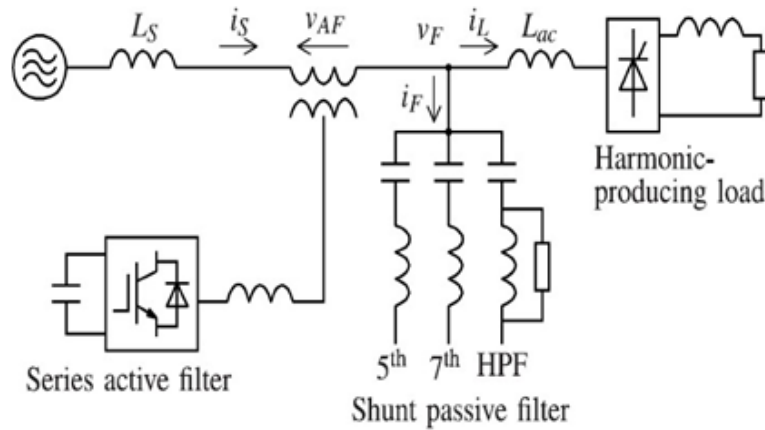 L_S
i_S
v_AF
v_F
i_L
L_ac
i_F
Harmonic-
producing load
5th
7th
HPF
Series active filter
Shunt passive filter